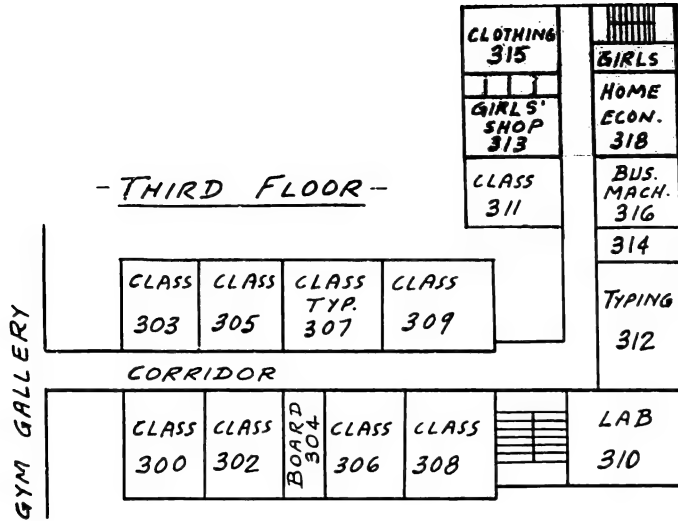 CLOTHING
315
GIRLS
GIRLS'
SHOP
313
HOME
ECON.
318
- THIRD FLOOR -
CLASS
311
BUS.
MACH.
316
314
CLASS
303
CLASS
305
CLASS
TYP.
307
CLASS
309
TYPING
312
GYM GALLERY
CORRIDOR
CLASS
300
CLASS
302
BOARD
304
CLASS
306
CLASS
308
LAB
310